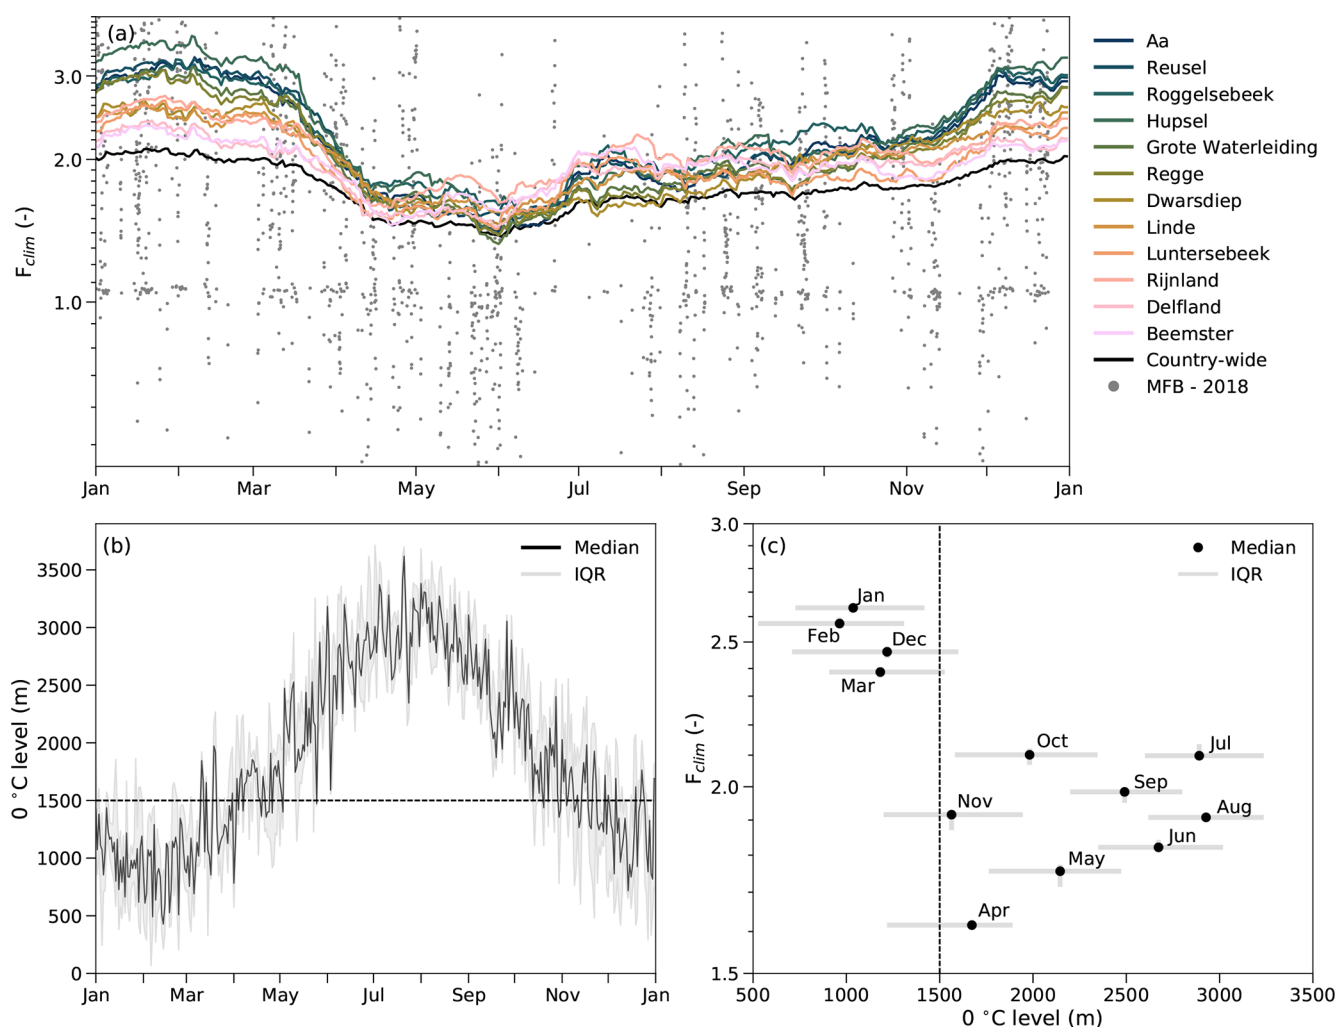 (a)
3.0
2.0
1.0
F_clim (-)
Jan Mar May Jul Sep Nov Jan
Aa
Reusel
Roggelsebeek
Hupsel
Grote Waterleiding
Regge
Dwarsdiep
Linde
Luntersebeek
Rijnland
Delfland
Beemster
Country-wide
MFB - 2018
(b)
Median
IQR
3500
3000
2500
2000
1500
1000
500
0
0 °C level (m)
Jan Mar May Jul Sep Nov Jan
(c)
Median
IQR
3.0
2.5
2.0
1.5
F_clim (-)
Jan
Feb
Dec
Mar
Oct
Jul
Sep
Nov
Aug
Jun
May
Apr
500 1000 1500 2000 2500 3000 3500
0 °C level (m)